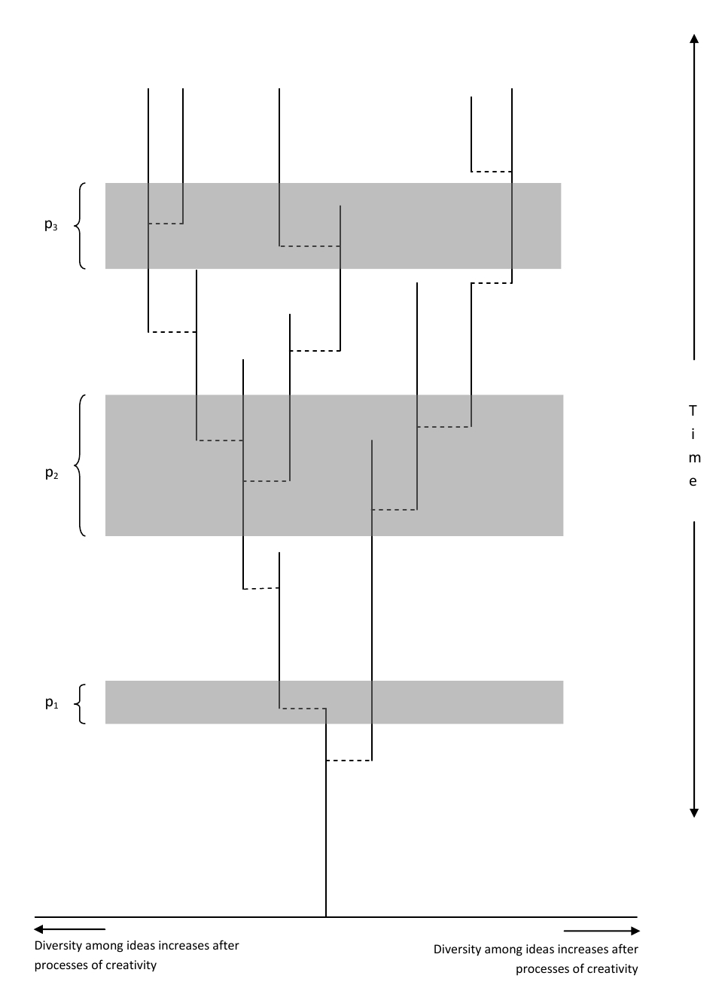 p₃
T
i
m
e
p₂
p₁
Diversity among ideas increases after
processes of creativity
Diversity among ideas increases after
processes of creativity